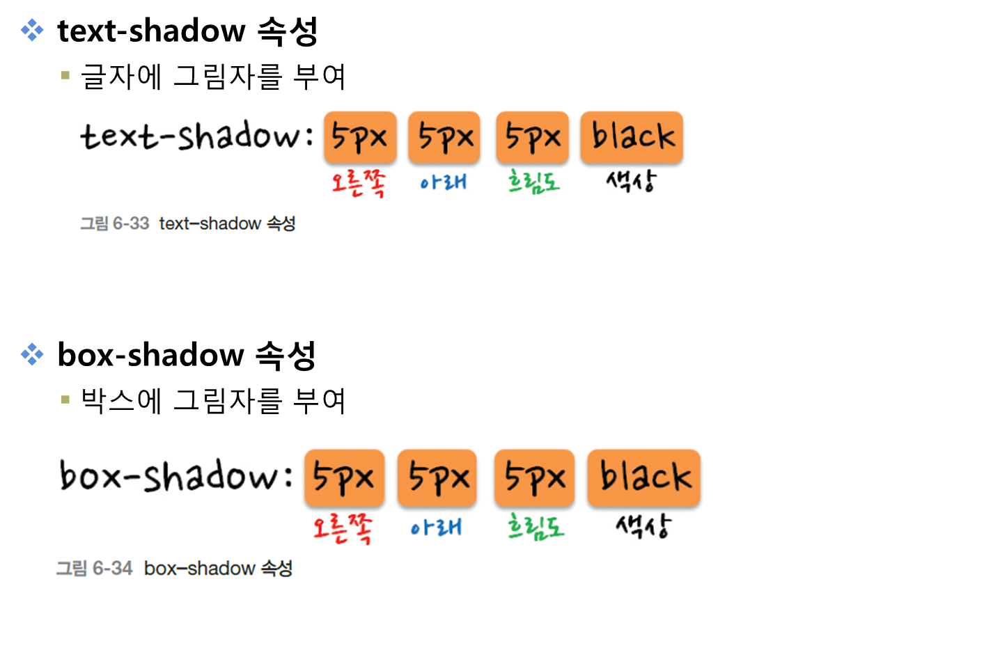 text-shadow 속성
글자에 그림자를 부여
text-shadow: 5px 5px 5px black
오른쪽 아래 흐림도 색상
그림 6-33 text-shadow 속성
box-shadow 속성
박스에 그림자를 부여
box-shadow: 5px 5px 5px black
오른쪽 아래 흐림도 색상
그림 6-34 box-shadow 속성